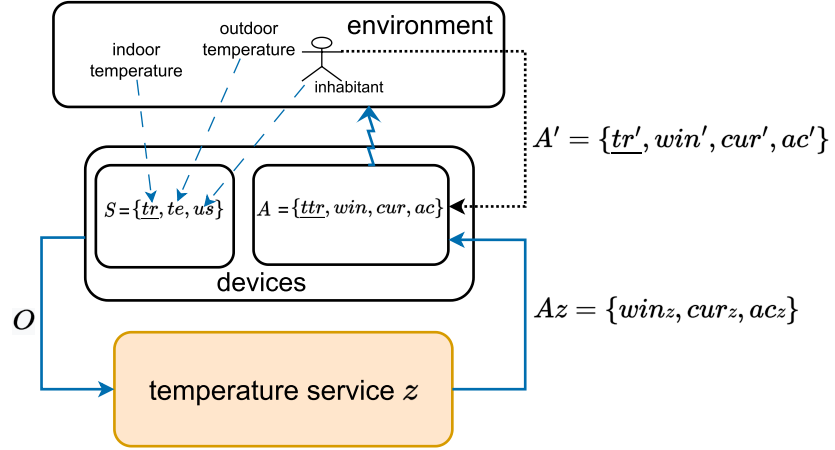 environment
outdoor
temperature
indoor
temperature
inhabitant
A′ = {tr′, win′, cur′, ac′}
S = {tr, te, us}
A = {ttr, win, cur, ac}
devices
O
Az = {winz, curz, acz}
temperature service z